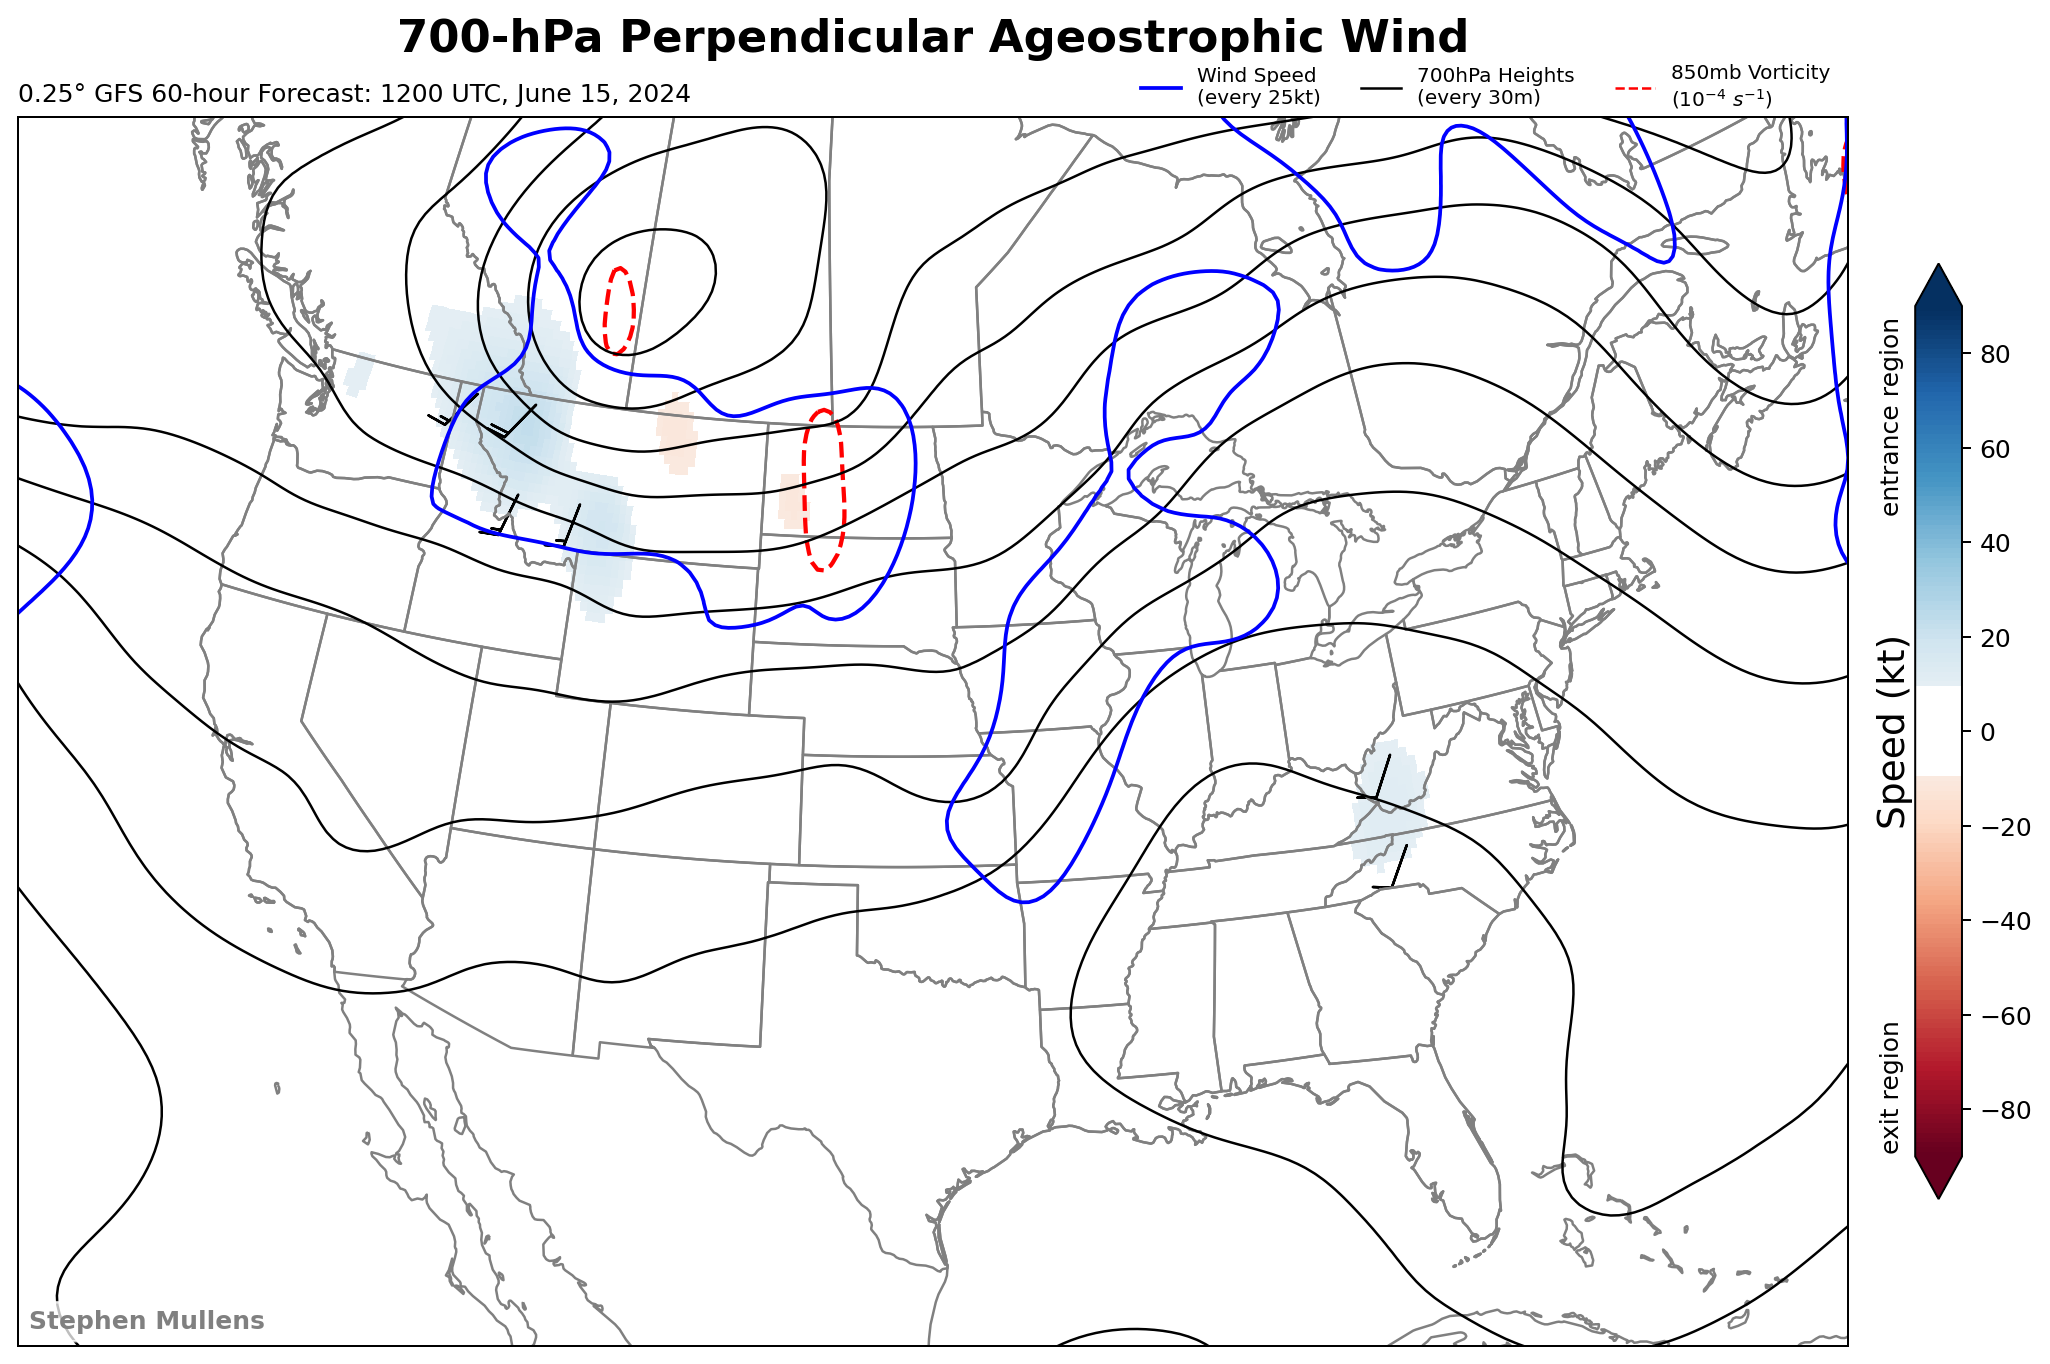 700-hPa Perpendicular Ageostrophic Wind
0.25° GFS 60-hour Forecast: 1200 UTC, June 15, 2024
Wind Speed
(every 25kt)
700hPa Heights
(every 30m)
850mb Vorticity
(10⁻⁴ s⁻¹)
entrance region
Speed (kt)
exit region
80
60
40
20
0
−20
−40
−60
−80
Stephen Mullens